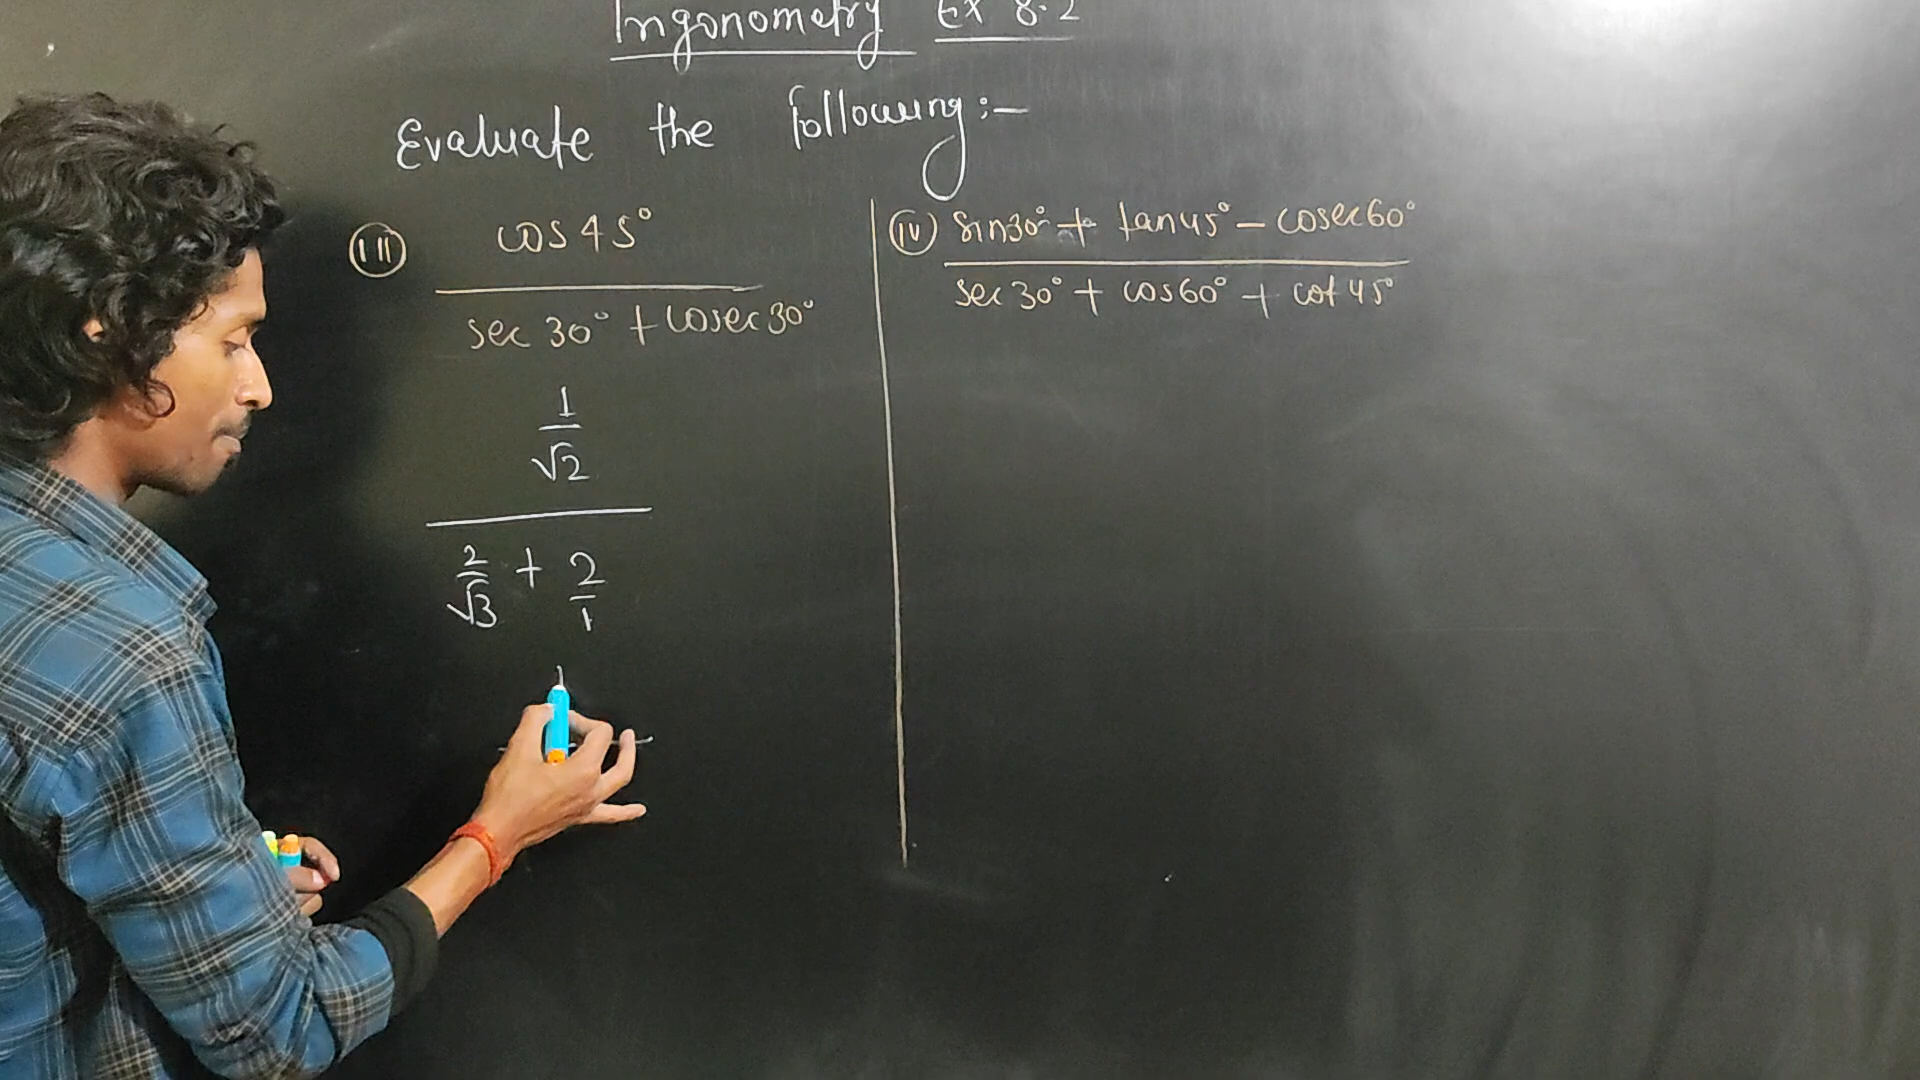 Trigonometry Ex 8.2
Evaluate the following:-
(III) cos 45°
sec 30° + cosec 30°
1
√2
2/√3 + 2/1
1
(IV) sin30° + tan45° - cosec60°
sec 30° + cos60° + cot 45°